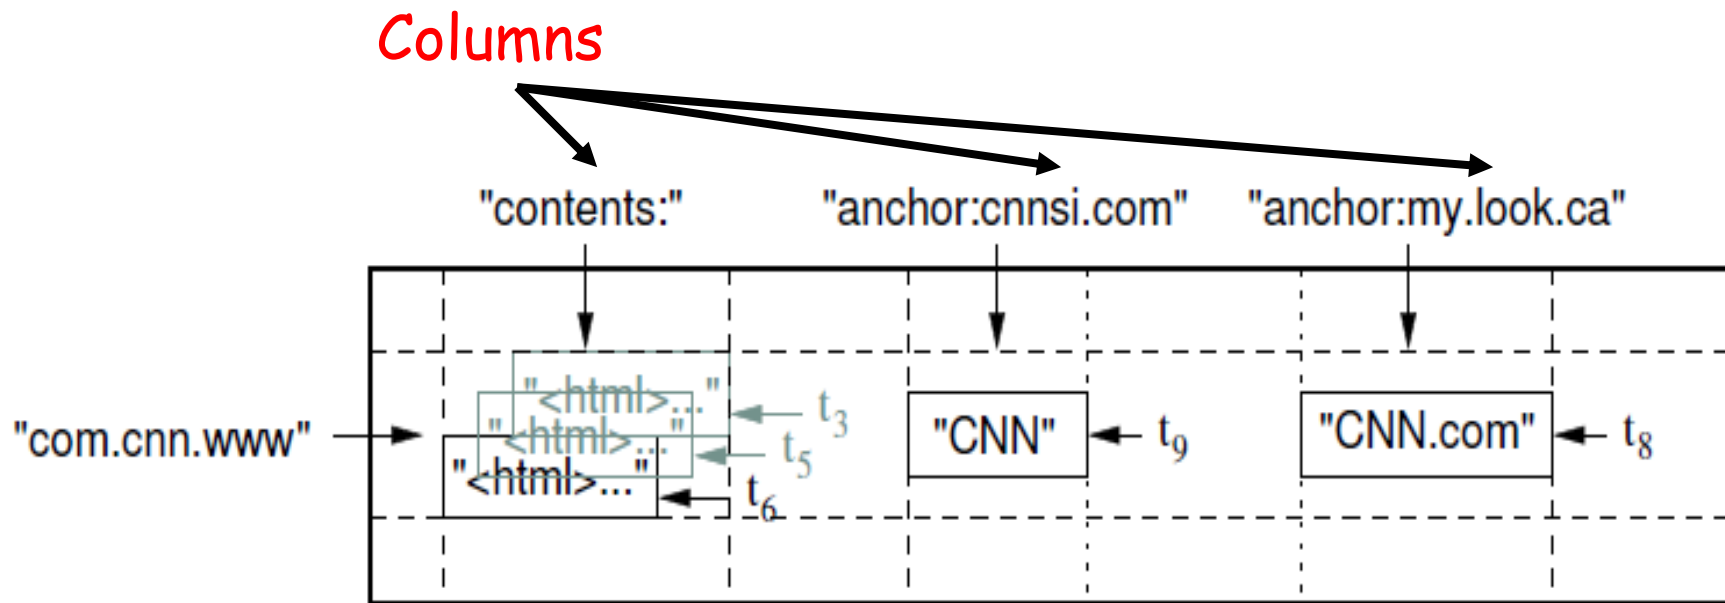 Columns
"contents:" "anchor:cnnsi.com" "anchor:my.look.ca"
"<html>..." t3
"com.cnn.www" "<html>..." t5 "CNN" t9 "CNN.com" t8
"<html>..." t6